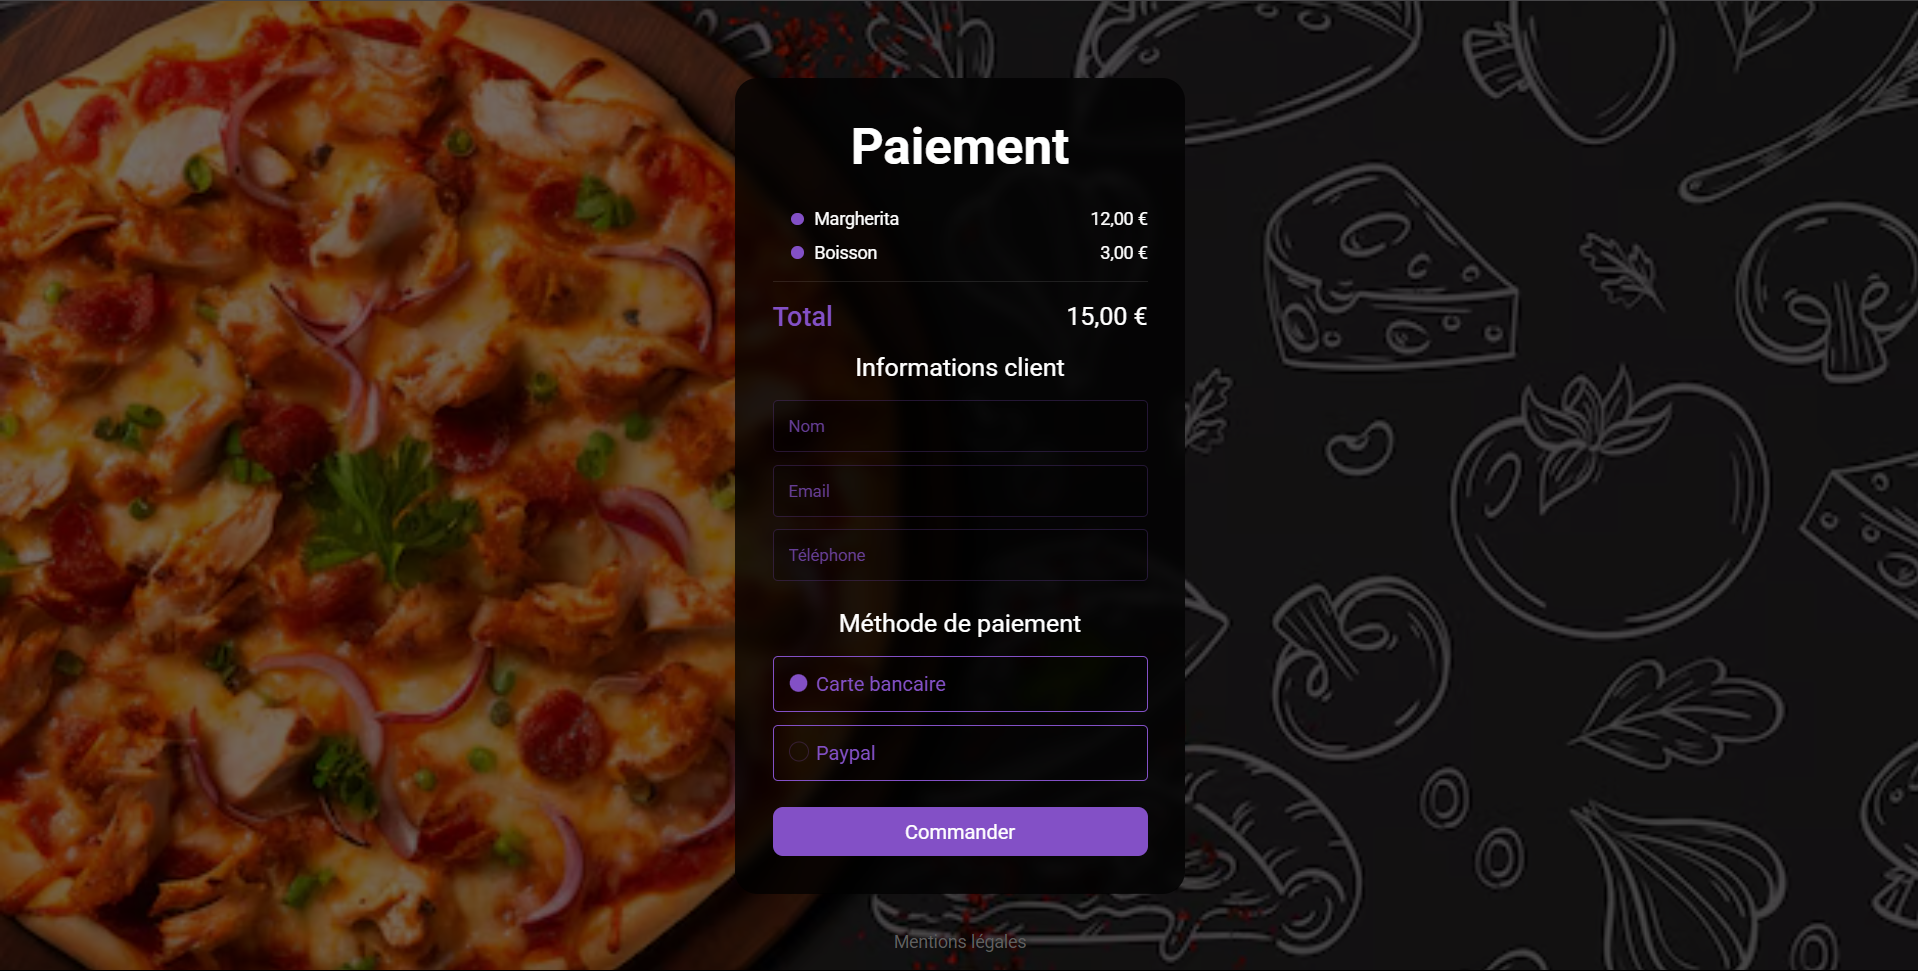 Paiement
Margherita 12,00 €
Boisson 3,00 €
Total 15,00 €
Informations client
Nom
Email
Téléphone
Méthode de paiement
Carte bancaire
Paypal
Commander
Mentions légales